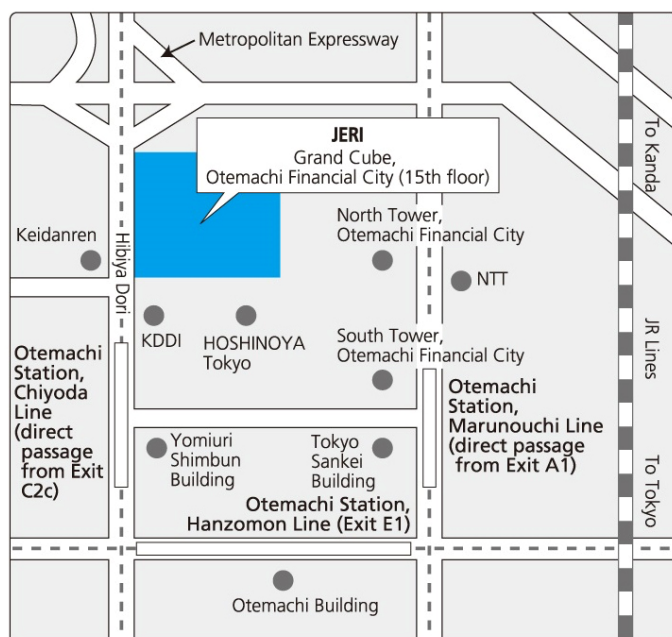 Metropolitan Expressway
JERI
Grand Cube,
Otemachi Financial City (15th floor)
To Kanda
Keidanren
Hibiya Dori
North Tower,
Otemachi Financial City
NTT
KDDI
HOSHINOYA
Tokyo
South Tower,
Otemachi Financial City
JR Lines
Otemachi
Station,
Chiyoda
Line
(direct
passage
from Exit
C2c)
Otemachi
Station,
Marunouchi Line
(direct passage
from Exit A1)
Yomiuri
Shimbun
Building
Tokyo
Sankei
Building
To Tokyo
Otemachi Station,
Hanzomon Line (Exit E1)
Otemachi Building